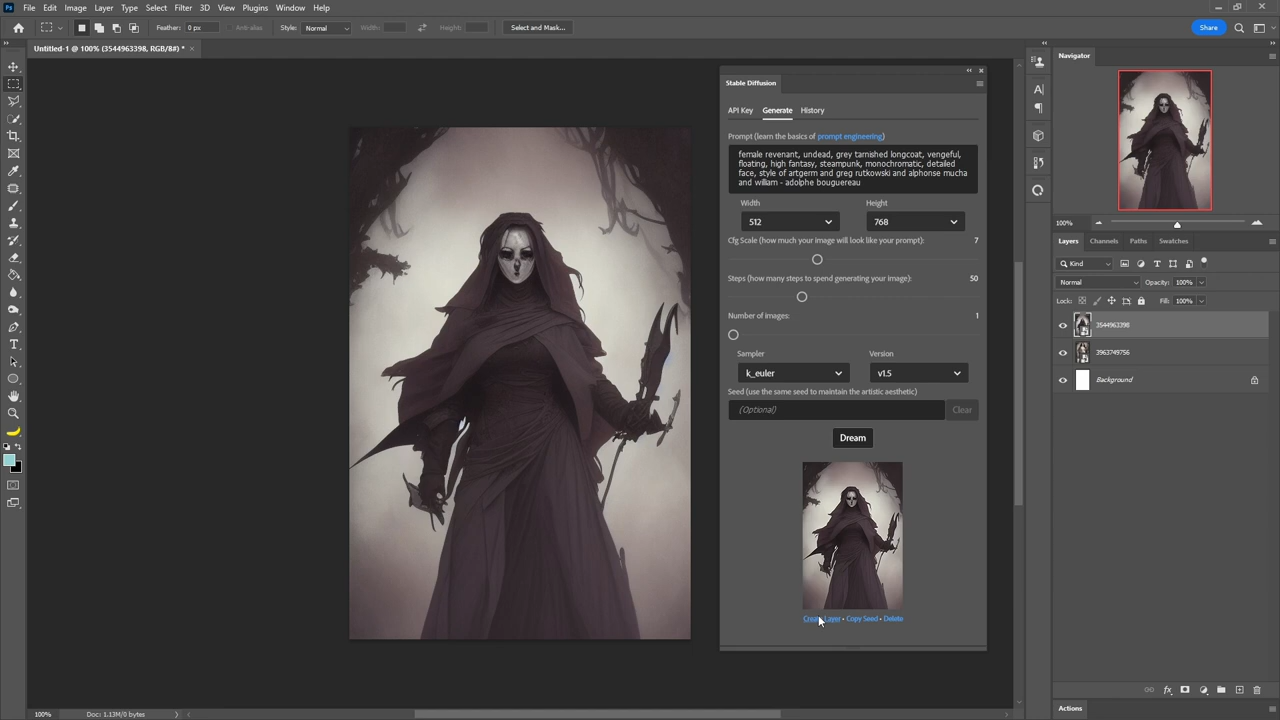 Ps File Edit Image Layer Type Select Filter 3D View Plugins Window Help
Feather: 0 px Anti-alias Style: Normal Width: Height: Select and Mask... Share
Untitled-1 @ 100% (3544963398, RGB/8#) * ×
Stable Diffusion
API Key Generate History
Prompt (learn the basics of prompt engineering)
female revenant, undead, grey tarnished longcoat, vengeful,
floating, high fantasy, steampunk, monochromatic, detailed
face, style of artgerm and greg rutkowski and alphonse mucha
and william - adolphe bouguereau
Width Height
512 768
Cfg Scale (how much your image will look like your prompt): 7
Steps (how many steps to spend generating your image): 50
Number of images: 1
Sampler Version
k_euler v1.5
Seed (use the same seed to maintain the artistic aesthetic)
(Optional) Clear
Dream
Create Layer • Copy Seed • Delete
Navigator
100%
Layers Channels Paths Swatches
Kind
Normal Opacity: 100%
Lock: Fill: 100%
3544963398
3963749756
Background
fx
Actions
100% Doc: 1.13M/0 bytes